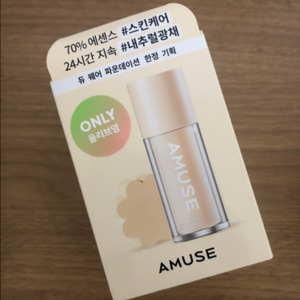 70% 에센스 #스킨케어
24시간 지속 #내추럴광채
듀 웨어 파운데이션 한정 기획
ONLY
올리브영
AMUSE
AMUSE